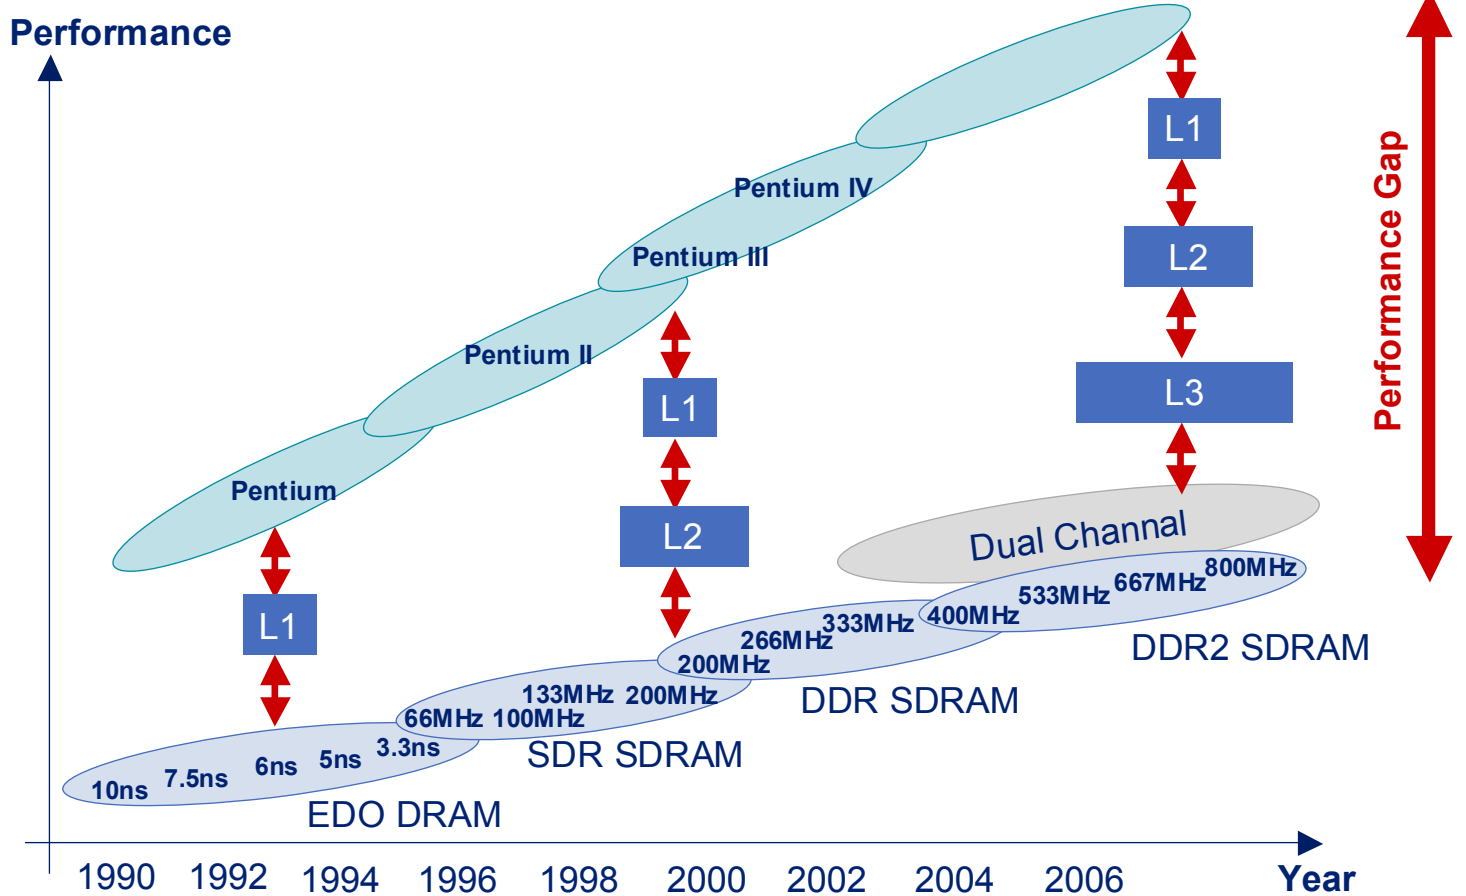 Performance
L1
Performance Gap
Pentium IV
L2
Pentium III
Pentium II
L1
L3
Pentium
L2
Dual Channal
L1
400MHz 533MHz 667MHz 800MHz
DDR2 SDRAM
200MHz 266MHz 333MHz
DDR SDRAM
66MHz 100MHz 133MHz 200MHz
SDR SDRAM
10ns 7.5ns 6ns 5ns 3.3ns
EDO DRAM
1990 1992 1994 1996 1998 2000 2002 2004 2006 Year